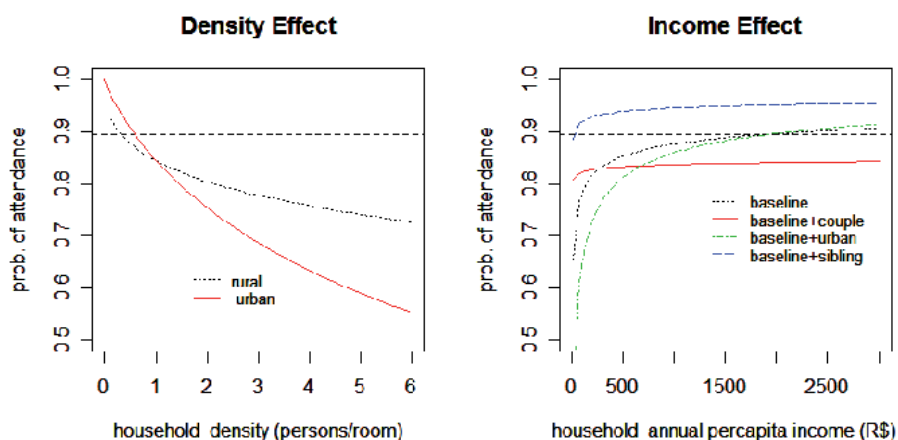 Density Effect
prob. of attendance
1.0
0.9
0.8
0.7
0.6
0.5
rural
urban
0 1 2 3 4 5 6
household density (persons/room)
Income Effect
prob. of attendance
1.0
0.9
0.8
0.7
0.6
0.5
baseline
baseline+couple
baseline+urban
baseline+sibling
0 500 1500 2500
household annual percapita income (R$)